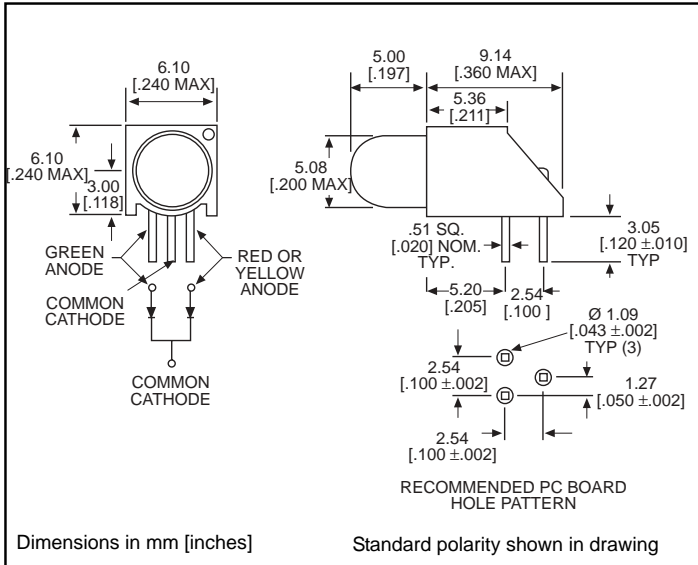 6.10
[.240 MAX]
6.10
[.240 MAX]
3.00
[.118]
GREEN
ANODE
RED OR
YELLOW
ANODE
COMMON
CATHODE
COMMON
CATHODE
5.00
[.197]
9.14
[.360 MAX]
5.36
[.211]
5.08
[.200 MAX]
.51 SQ.
[.020] NOM.
TYP.
3.05
[.120 ±.010]
TYP
5.20
[.205]
2.54
[.100 ]
Ø 1.09
[.043 ±.002]
TYP (3)
2.54
[.100 ±.002]
1.27
[.050 ±.002]
2.54
[.100 ±.002]
RECOMMENDED PC BOARD
HOLE PATTERN
Dimensions in mm [inches]
Standard polarity shown in drawing